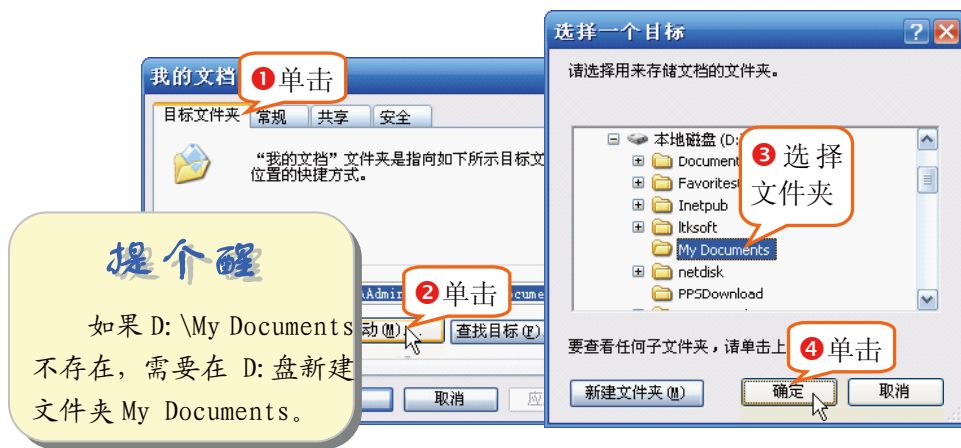 我的文档
❶单击
目标文件夹 常规 共享 安全
“我的文档”文件夹是指向如下所示目标文
位置的快捷方式。
❷单击
动(M)... 查找目标(F)
取消 应
提个醒
如果 D:\My Documents
不存在，需要在 D:盘新建
文件夹 My Documents。
选择一个目标
请选择用来存储文档的文件夹。
本地磁盘 (D:
Document
Favorites
Inetpub
ltksoft
My Documents
netdisk
PPSDownload
❸选择
文件夹
要查看任何子文件夹，请单击上
❹单击
新建文件夹(M) 确定 取消